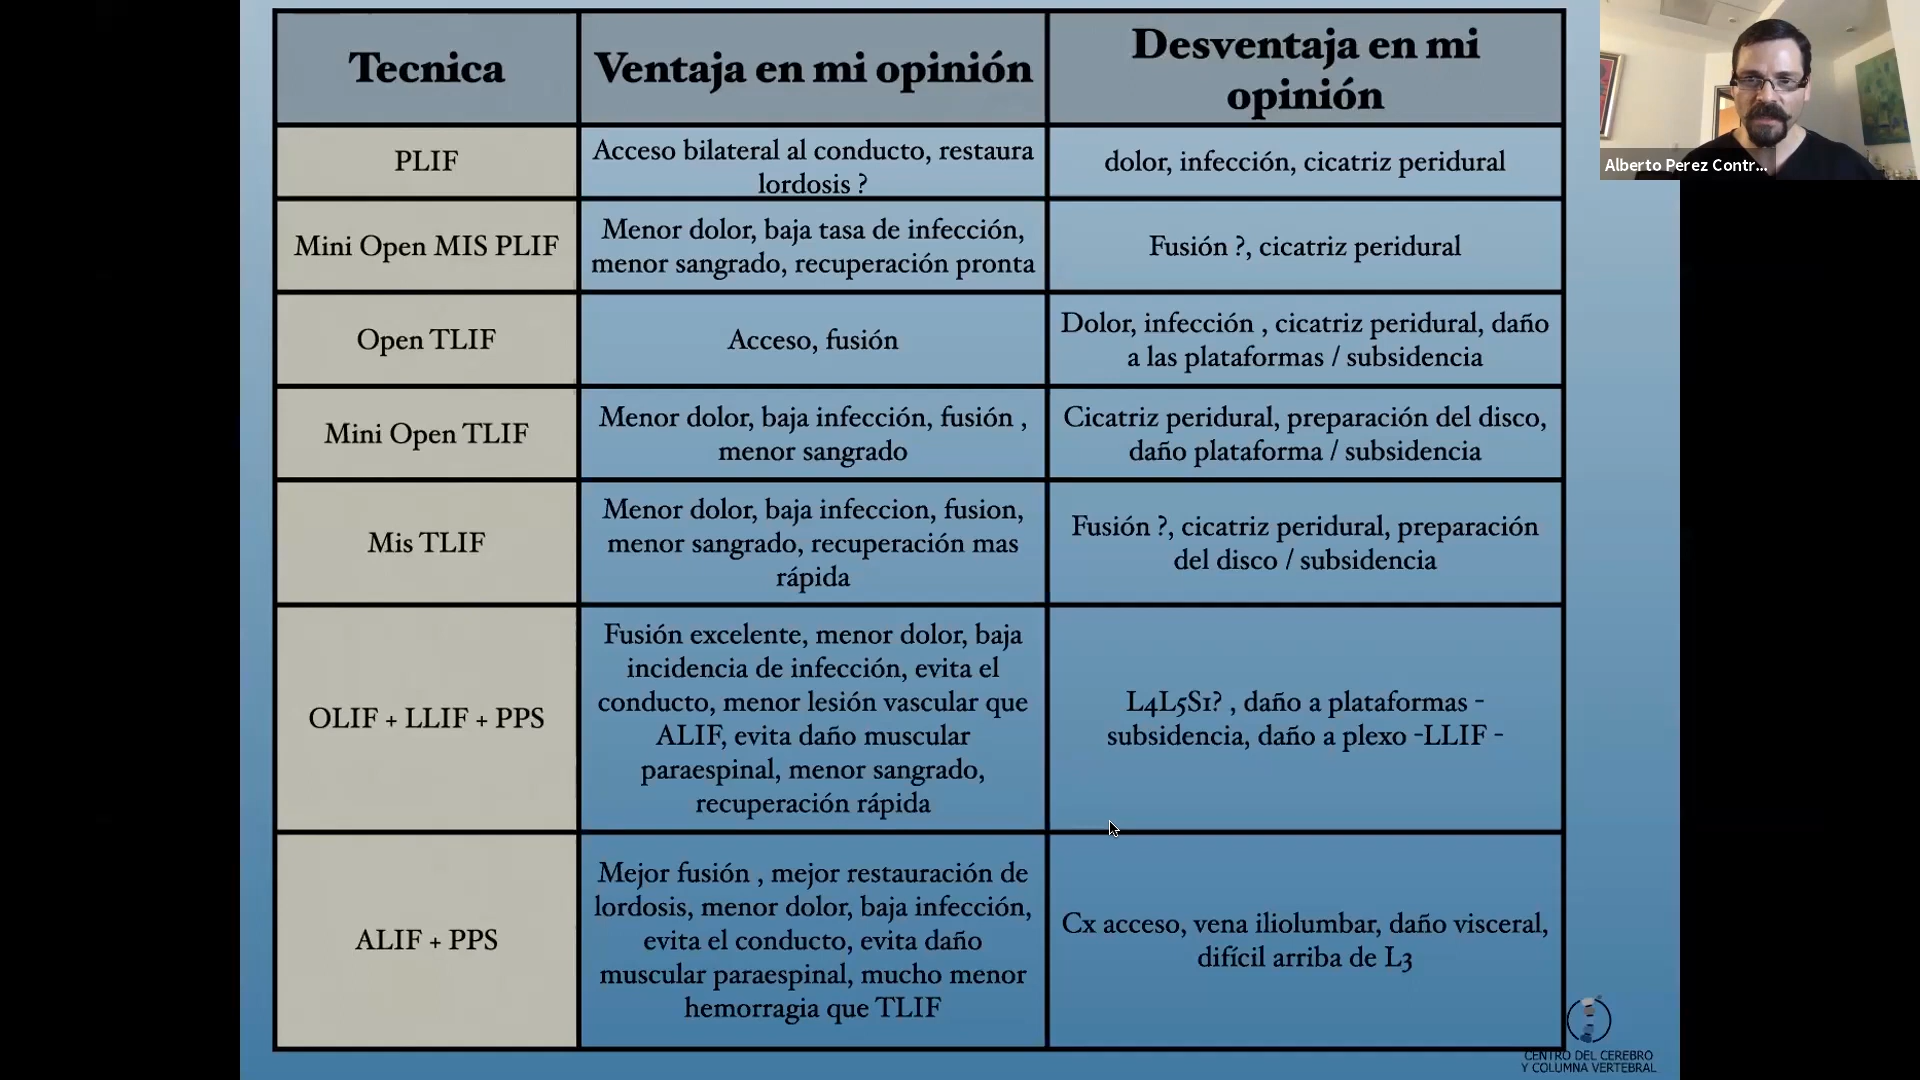 Tecnica
Ventaja en mi opinión
Desventaja en mi
opinión
PLIF
Acceso bilateral al conducto, restaura
lordosis ?
dolor, infección, cicatriz peridural
Mini Open MIS PLIF
Menor dolor, baja tasa de infección,
menor sangrado, recuperación pronta
Fusión ?, cicatriz peridural
Open TLIF
Acceso, fusión
Dolor, infección , cicatriz peridural, daño
a las plataformas / subsidencia
Mini Open TLIF
Menor dolor, baja infección, fusión ,
menor sangrado
Cicatriz peridural, preparación del disco,
daño plataforma / subsidencia
Mis TLIF
Menor dolor, baja infeccion, fusion,
menor sangrado, recuperación mas
rápida
Fusión ?, cicatriz peridural, preparación
del disco / subsidencia
OLIF + LLIF + PPS
Fusión excelente, menor dolor, baja
incidencia de infección, evita el
conducto, menor lesión vascular que
ALIF, evita daño muscular
paraespinal, menor sangrado,
recuperación rápida
L4L5S1? , daño a plataformas -
subsidencia, daño a plexo -LLIF -
ALIF + PPS
Mejor fusión , mejor restauración de
lordosis, menor dolor, baja infección,
evita el conducto, evita daño
muscular paraespinal, mucho menor
hemorragia que TLIF
Cx acceso, vena iliolumbar, daño visceral,
difícil arriba de L3
Alberto Perez Contr...
CENTRO DEL CEREBRO
Y COLUMNA VERTEBRAL